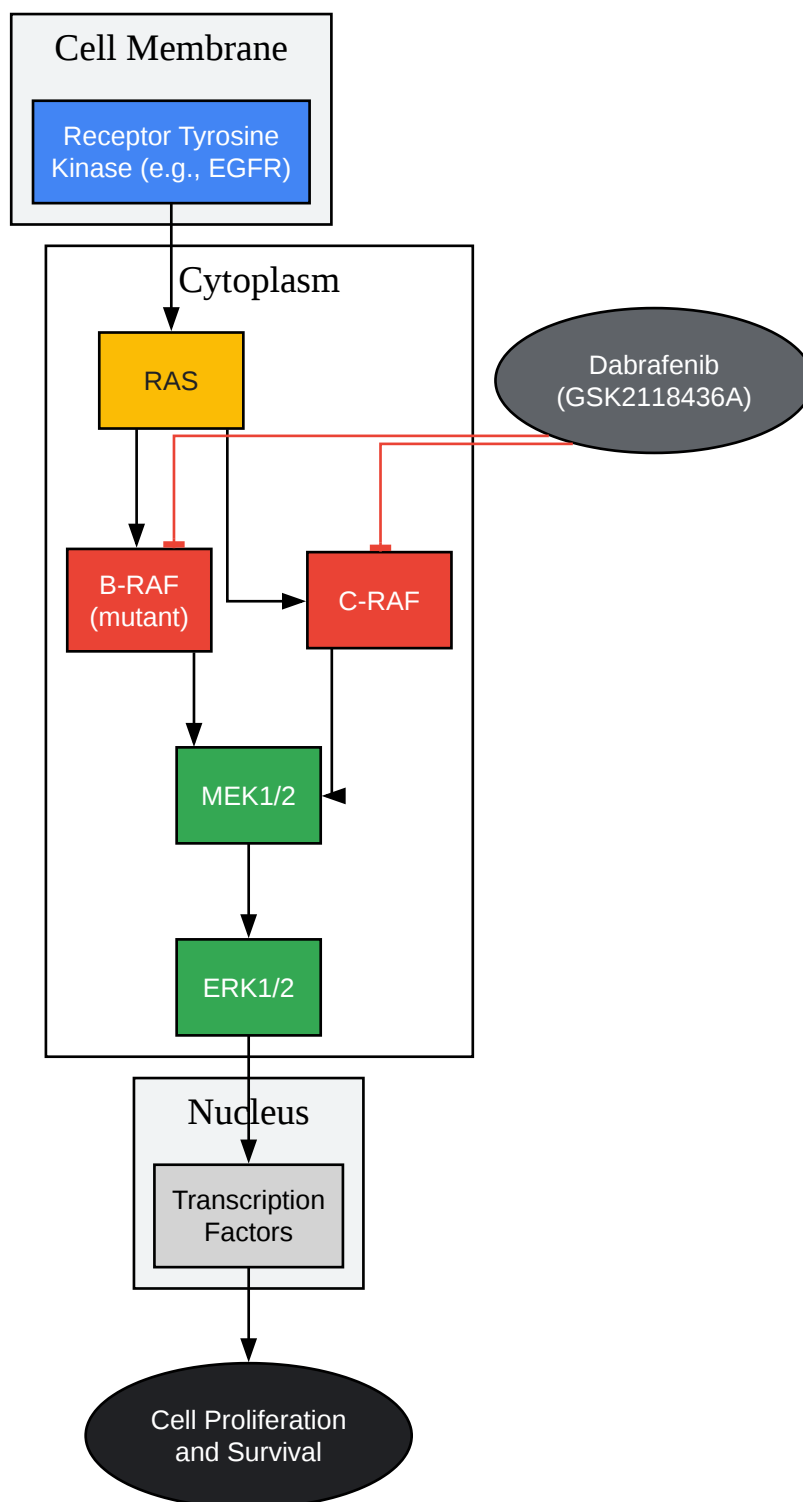 Cell Membrane
Receptor Tyrosine
Kinase (e.g., EGFR)
Cytoplasm
RAS
Dabrafenib
(GSK2118436A)
B-RAF
(mutant)
C-RAF
MEK1/2
ERK1/2
Nucleus
Transcription
Factors
Cell Proliferation
and Survival